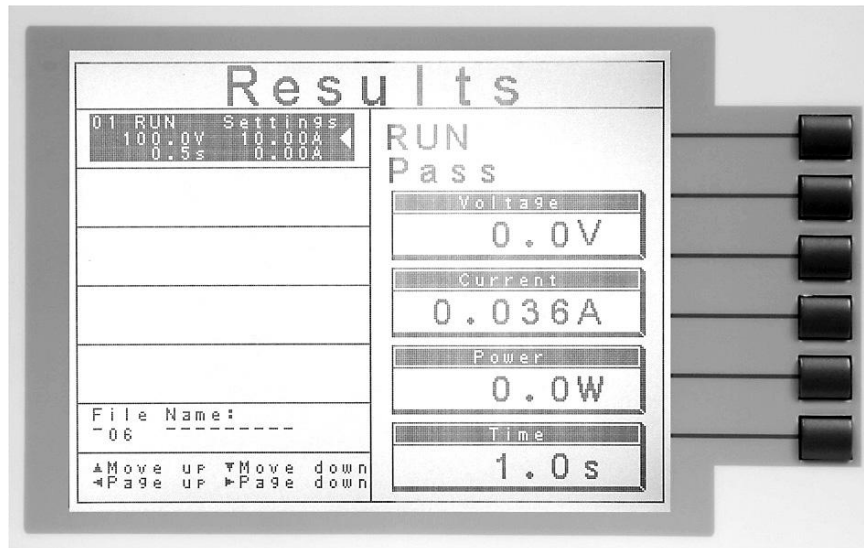 Results
01 RUN Settings
100.0V 10.00A
0.5s 0.00A
File Name:
06
▲Move up ▼Move down
◄Page up ►Page down
RUN
Pass
Voltage
0.0V
Current
0.036A
Power
0.0W
Time
1.0s